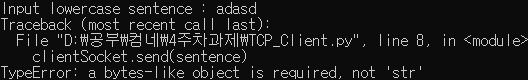 Input lowercase sentence : adasd
Traceback (most recent call last):
  File "D:₩공부₩컴네₩4주차과제₩TCP_Client.py", line 8, in <module>
    clientSocket.send(sentence)
TypeError: a bytes-like object is required, not 'str'